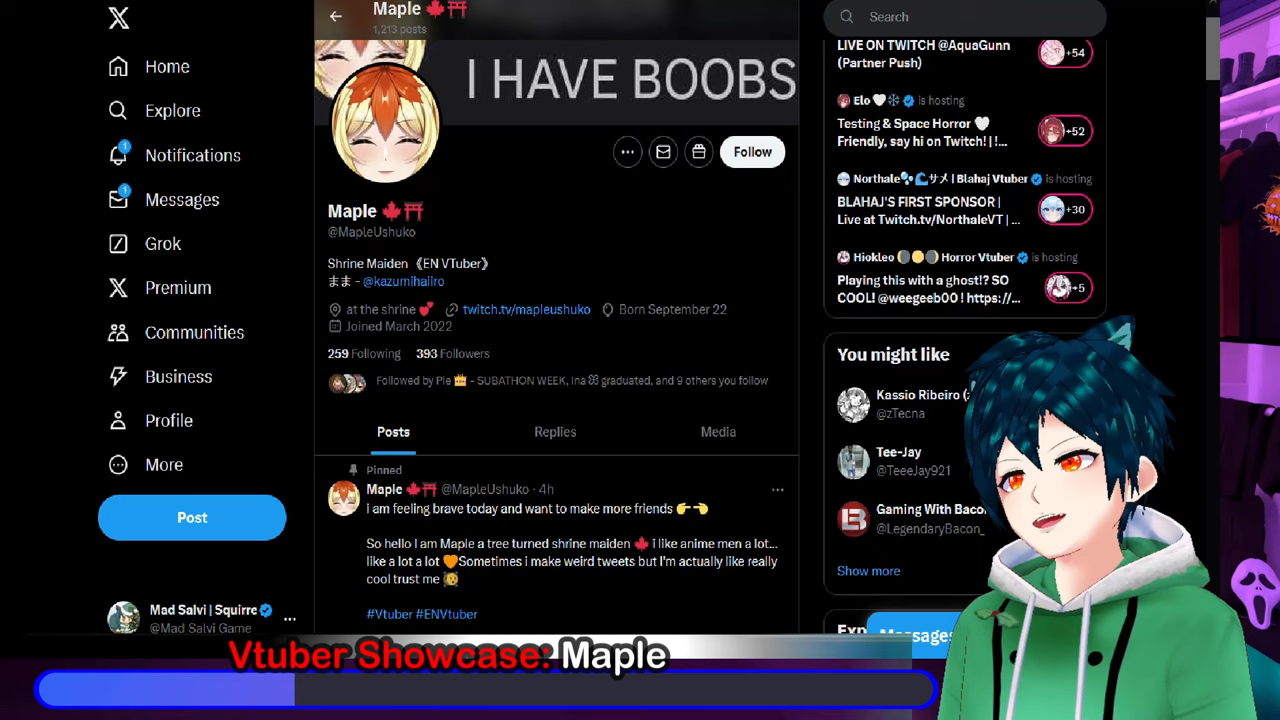 Home
Explore
1
Notifications
1
Messages
Grok
Premium
Communities
Business
Profile
More
Post
Mad Salvi | Squirre
@Mad Salvi Game
Maple
1,213 posts
I HAVE BOOBS
Follow
Maple
@MapleUshuko
Shrine Maiden 《EN VTuber》
まま - @kazumihaiiro
at the shrine 💕 twitch.tv/mapleushuko Born September 22
Joined March 2022
259 Following 393 Followers
Followed by Pie 👑 - SUBATHON WEEK, Ina graduated, and 9 others you follow
Posts Replies Media
Pinned
Maple 🍁⛩️ @MapleUshuko · 4h
i am feeling brave today and want to make more friends 👉👈
So hello I am Maple a tree turned shrine maiden 🍁 i like anime men a lot...
like a lot a lot 🧡Sometimes i make weird tweets but I'm actually like really
cool trust me
#Vtuber #ENVtuber
Search
LIVE ON TWITCH @AquaGunn
(Partner Push)
+54
Elo 🤍❄️ is hosting
Testing & Space Horror 🤍
Friendly, say hi on Twitch! | !...
+52
Northale🫧🌊サメ | Blahaj Vtuber is hosting
BLAHAJ'S FIRST SPONSOR |
Live at Twitch.tv/NorthaleVT | ...
+30
Hiokleo 🌗🌕🌓 Horror Vtuber is hosting
Playing this with a ghost!? SO
COOL! @weegeeb00 ! https://...
+5
You might like
Kassio Ribeiro (
@zTecna
Tee-Jay
@TeeeJay921
Gaming With Baco
@LegendaryBacon_
Show more
Exp
Messages
Vtuber Showcase: Maple